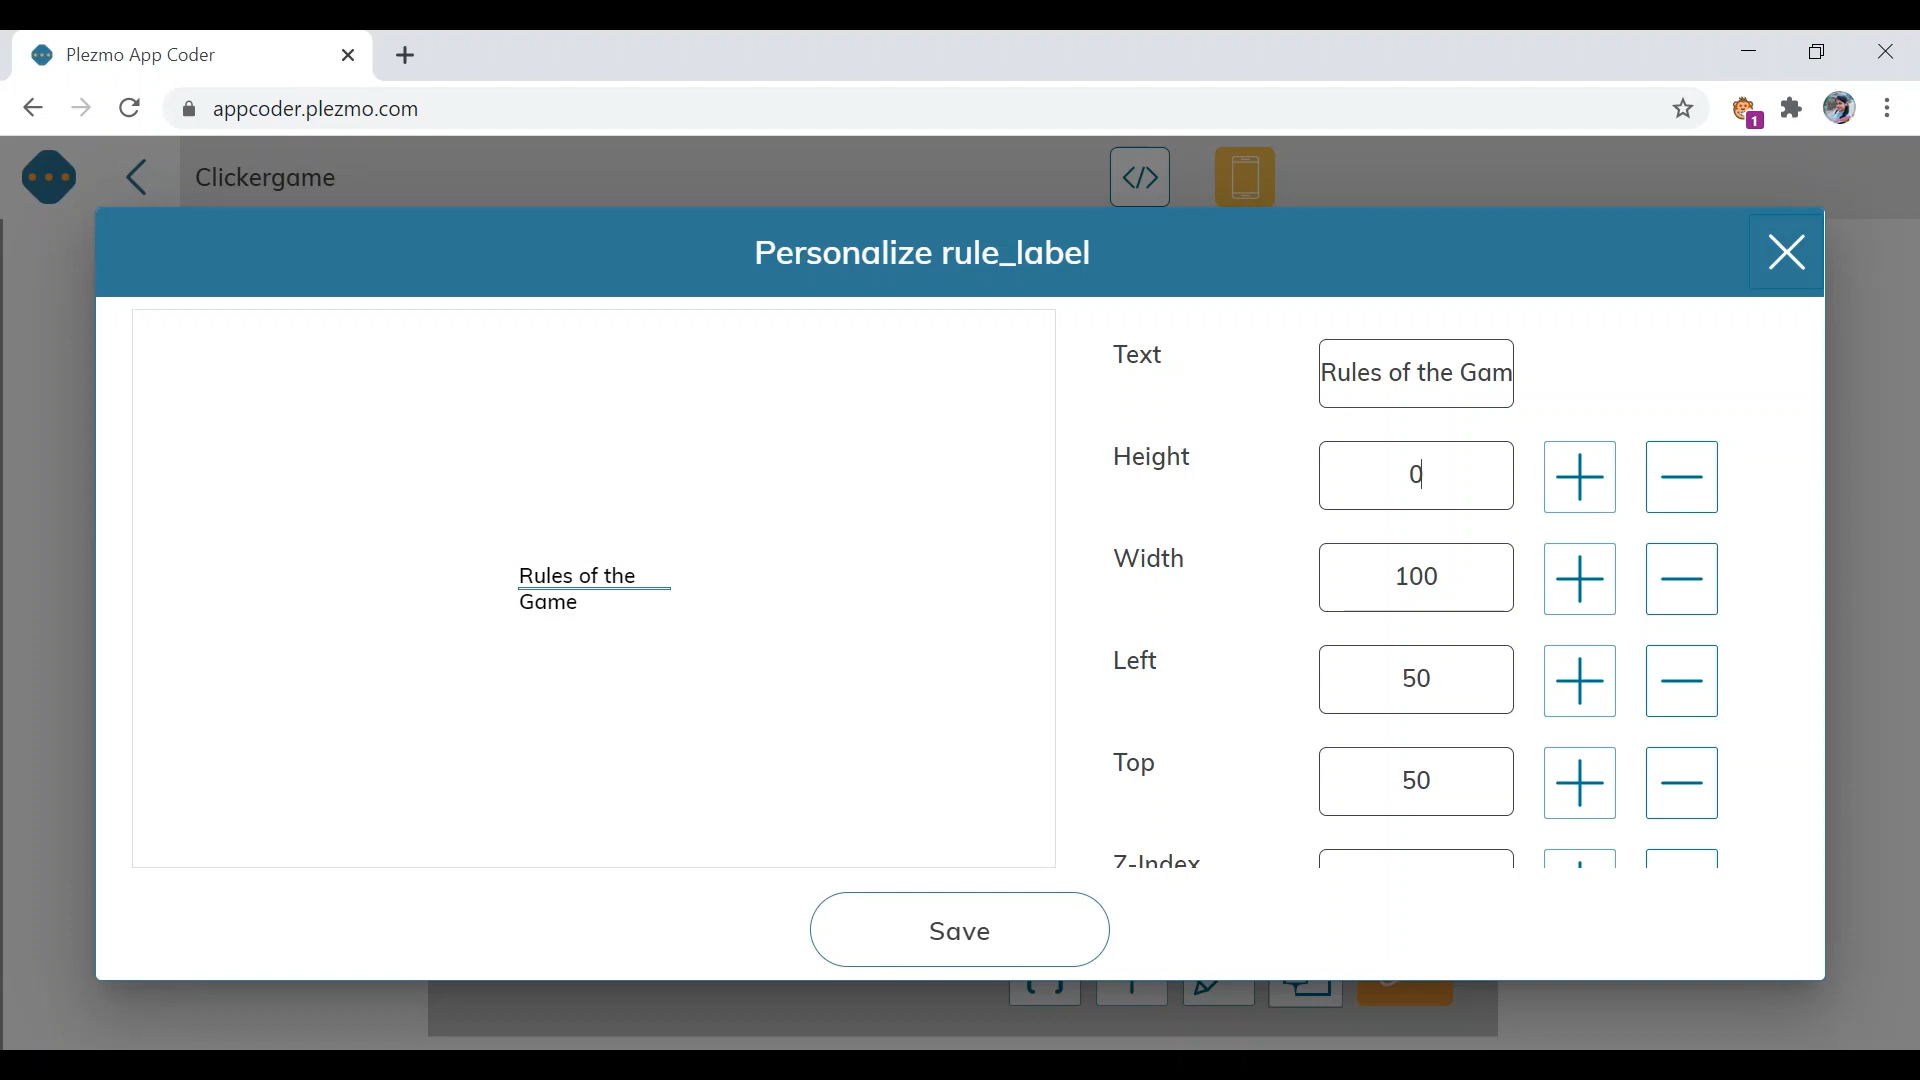 Plezmo App Coder
appcoder.plezmo.com
1
Clickergame
</>
Personalize rule_label
Text
Rules of the Gam
Height
0
Width
100
Rules of the
Game
Left
50
Top
50
Z-Index
Save